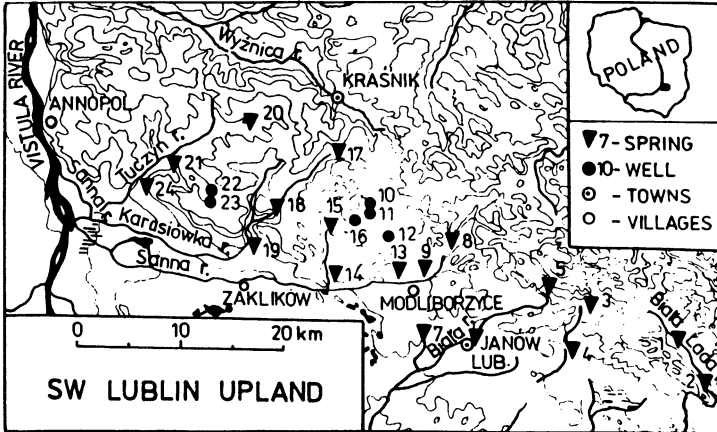 Wyżnica r.
KRAŚNIK
ANNOPOL
VISTULA RIVER
20
Tuczyn r.
17
21
24
22
23
Sanna r.
Karasiówka r.
18
15
10
11
16
12
19
13
9
8
Sanna r.
14
ZAKLIKÓW
MODLIBORZYCE
5
3
7
Biała r.
JANÓW
LUB.
4
Biała Łada
1
2
0 10 20 km
SW LUBLIN UPLAND
POLAND
7 - SPRING
10 - WELL
- TOWNS
- VILLAGES